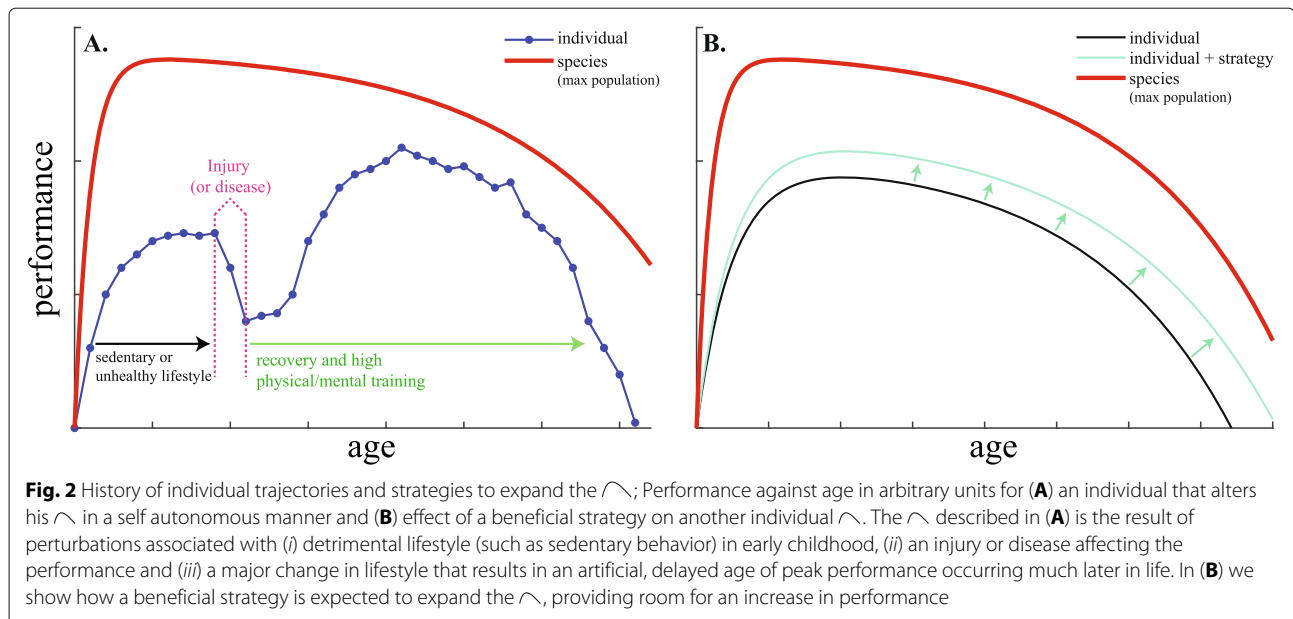 A.
individual
species
(max population)
Injury
(or disease)
sedentary or
unhealthy lifestyle
recovery and high
physical/mental training
performance
age
B.
individual
individual + strategy
species
(max population)
age
Fig. 2 History of individual trajectories and strategies to expand the ; Performance against age in arbitrary units for (A) an individual that alters
his in a self autonomous manner and (B) effect of a beneficial strategy on another individual . The described in (A) is the result of
perturbations associated with (i) detrimental lifestyle (such as sedentary behavior) in early childhood, (ii) an injury or disease affecting the
performance and (iii) a major change in lifestyle that results in an artificial, delayed age of peak performance occurring much later in life. In (B) we
show how a beneficial strategy is expected to expand the , providing room for an increase in performance